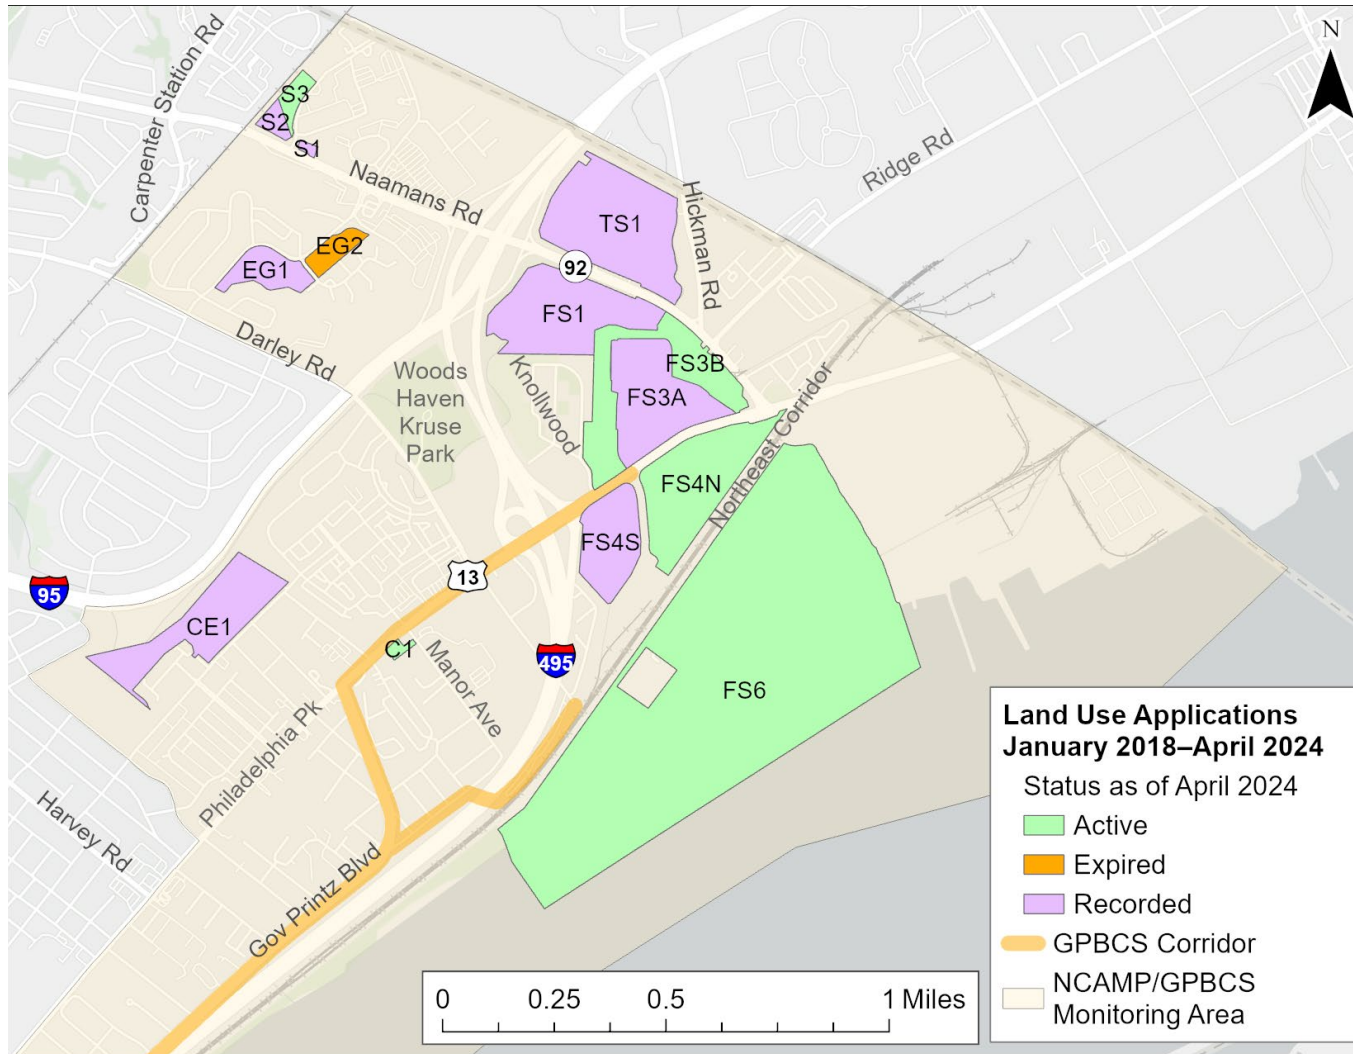 N
Carpenter Station Rd
S3
S2
S1
Naamans Rd
Ridge Rd
Hickman Rd
TS1
EG2
EG1
92
FS1
Darley Rd
Woods
Haven
Kruse
Park
Knollwood
FS3B
FS3A
Northeast Corridor
FS4N
FS4S
13
95
CE1
C1
Manor Ave
495
FS6
Philadelphia Pk
Harvey Rd
Gov Printz Blvd
Land Use Applications
January 2018–April 2024
Status as of April 2024
Active
Expired
Recorded
GPBCS Corridor
NCAMP/GPBCS
Monitoring Area
0 0.25 0.5 1 Miles